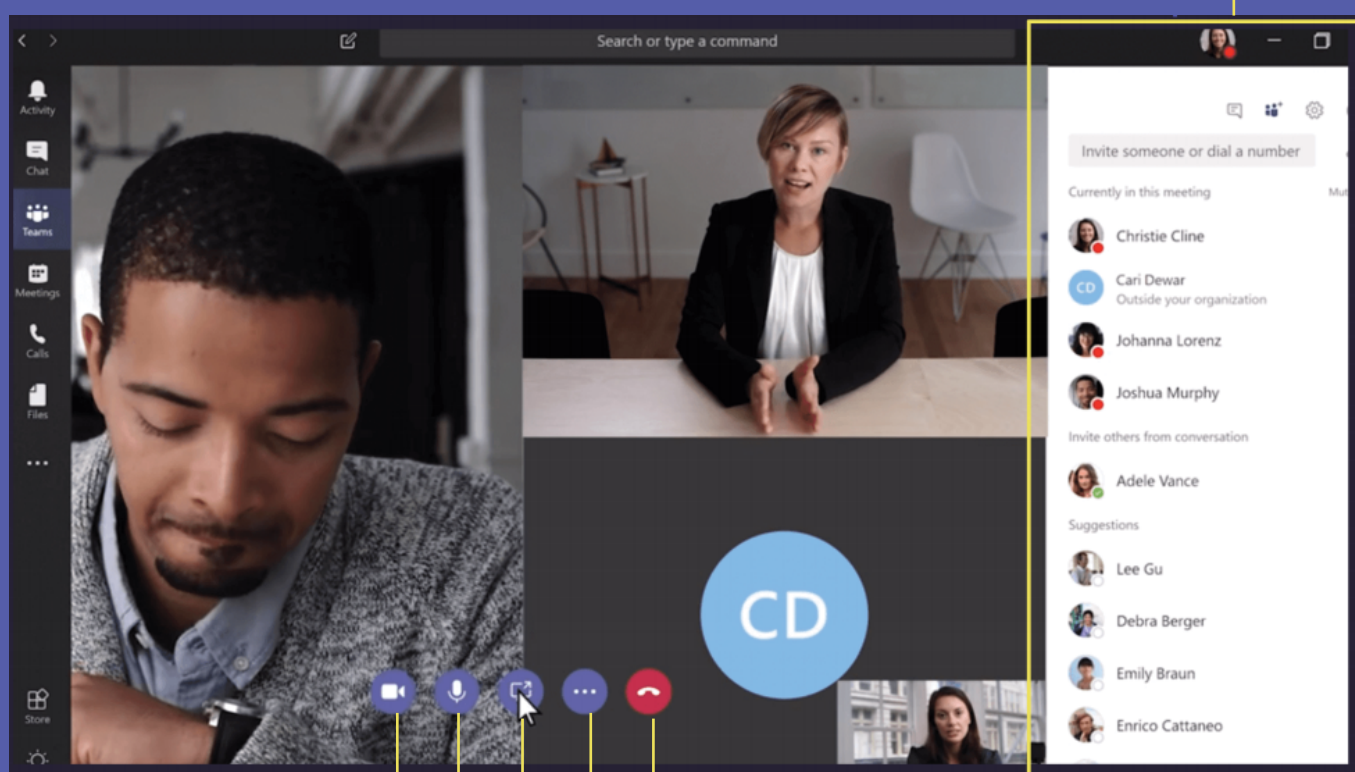 Search or type a command
Activity
Chat
Teams
Meetings
Calls
Files
Store
CD
Invite someone or dial a number
Currently in this meeting
Mut
Christie Cline
CD
Cari Dewar
Outside your organization
Johanna Lorenz
Joshua Murphy
Invite others from conversation
Adele Vance
Suggestions
Lee Gu
Debra Berger
Emily Braun
Enrico Cattaneo